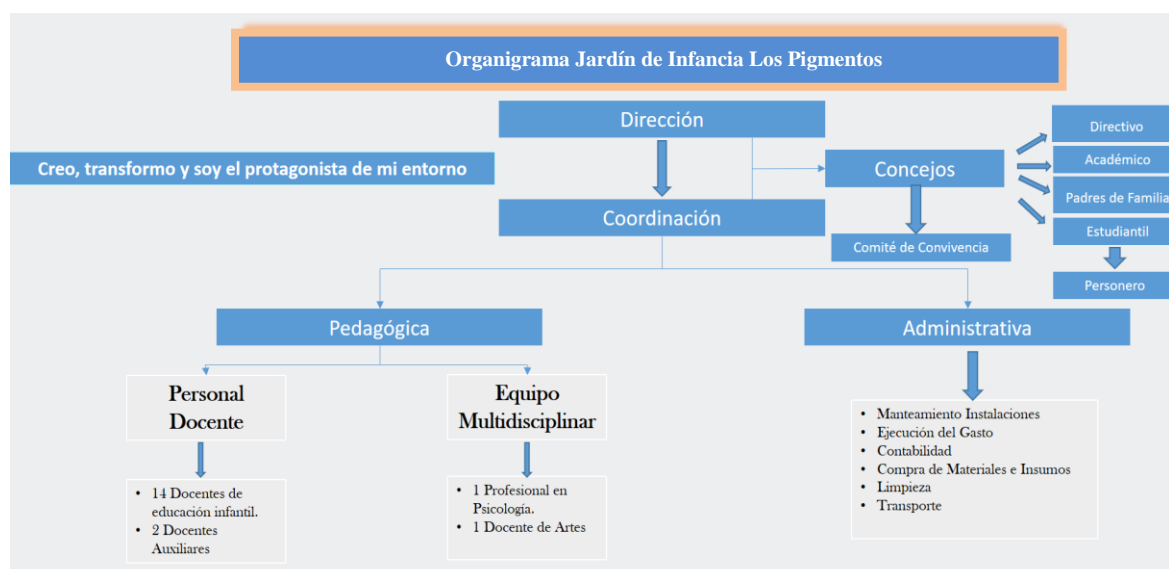 Organigrama Jardín de Infancia Los Pigmentos
Dirección
Directivo
Creo, transformo y soy el protagonista de mi entorno
Concejos
Académico
Padres de Familia
Coordinación
Estudiantil
Comité de Convivencia
Personero
Pedagógica
Administrativa
Personal
Docente
Equipo
Multidisciplinar
• Manteamiento Instalaciones
• Ejecución del Gasto
• Contabilidad
• Compra de Materiales e Insumos
• Limpieza
• Transporte
• 14 Docentes de
educación infantil.
• 2 Docentes
Auxiliares
• 1 Profesional en
Psicología.
• 1 Docente de Artes